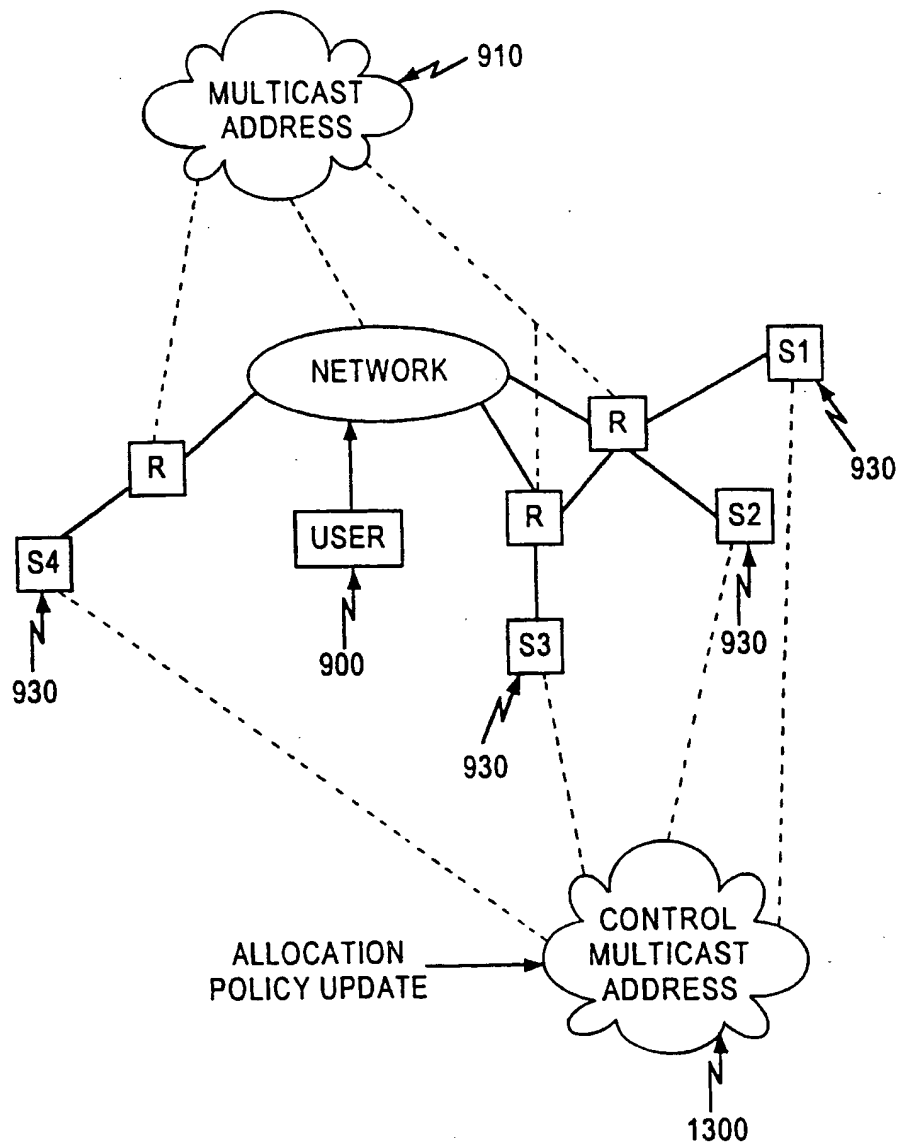 910
MULTICAST
ADDRESS
NETWORK
S1
R
930
R
R
S2
USER
S4
930
S3
900
930
930
CONTROL
MULTICAST
ADDRESS
ALLOCATION
POLICY UPDATE
1300